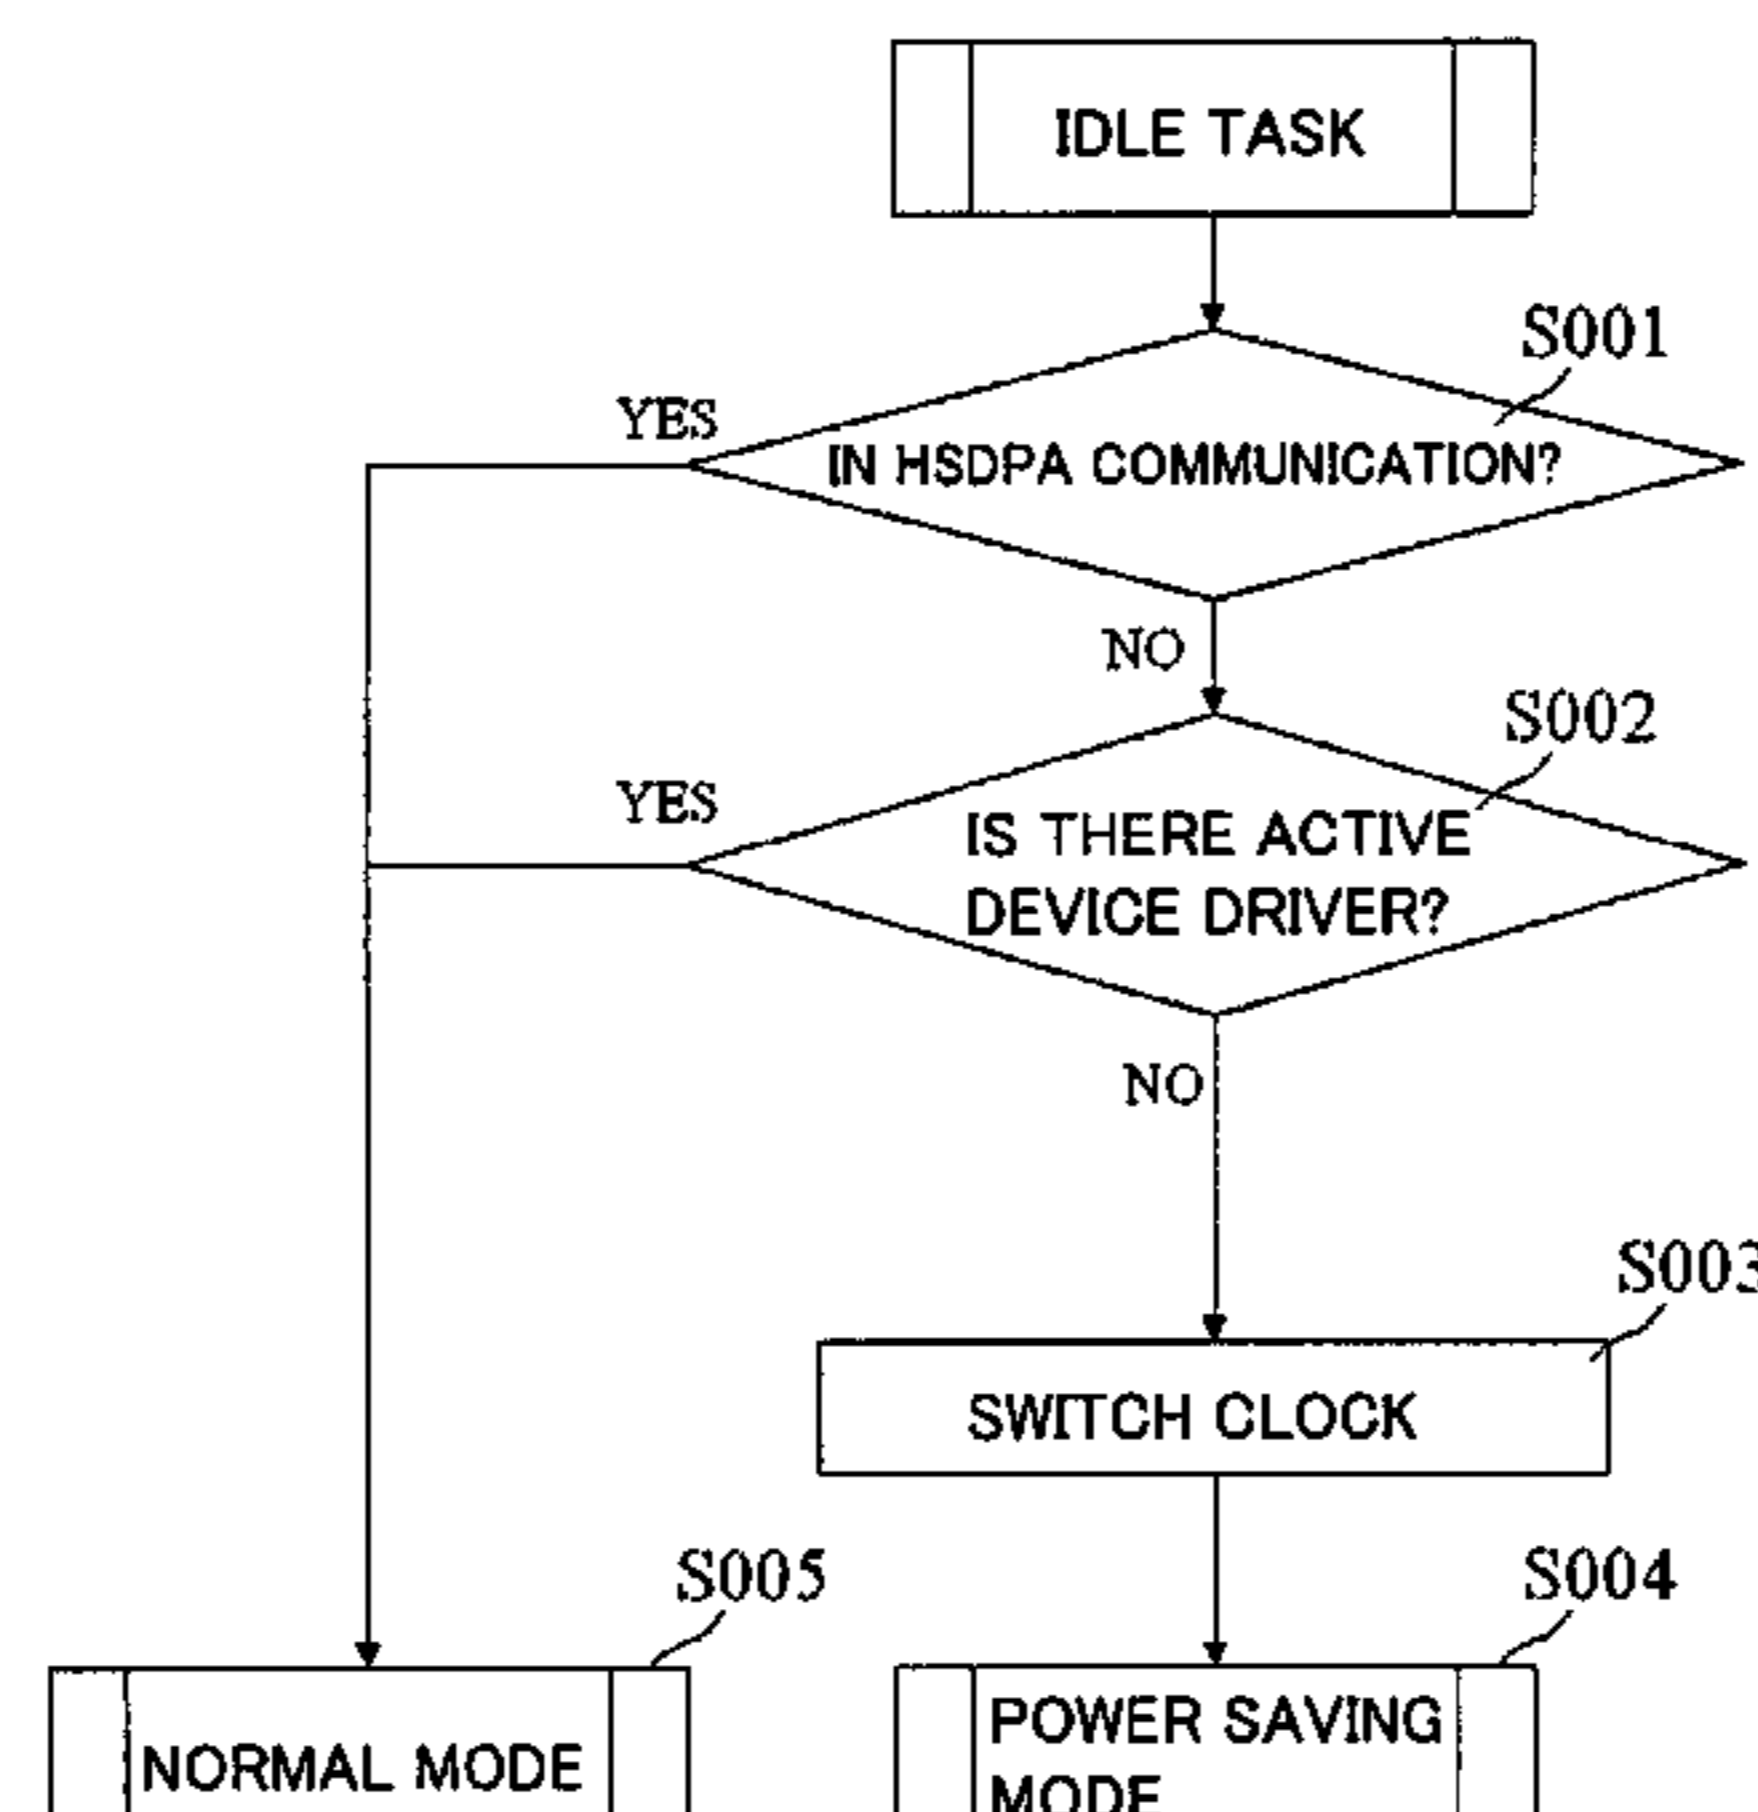 IDLE TASK
S001
YES
IN HSDPA COMMUNICATION?
NO
S002
YES
IS THERE ACTIVE
DEVICE DRIVER?
NO
S003
SWITCH CLOCK
S005
S004
NORMAL MODE
POWER SAVING
MODE